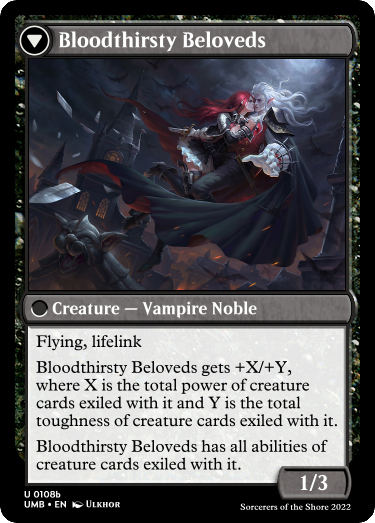 Bloodthirsty Beloveds
Creature — Vampire Noble
Flying, lifelink
Bloodthirsty Beloveds gets +X/+Y,
where X is the total power of creature
cards exiled with it and Y is the total
toughness of creature cards exiled with it.
Bloodthirsty Beloveds has all abilities of
creature cards exiled with it.
1/3
U 0108b
UMB • EN Ulkhor
Sorcerers of the Shore 2022